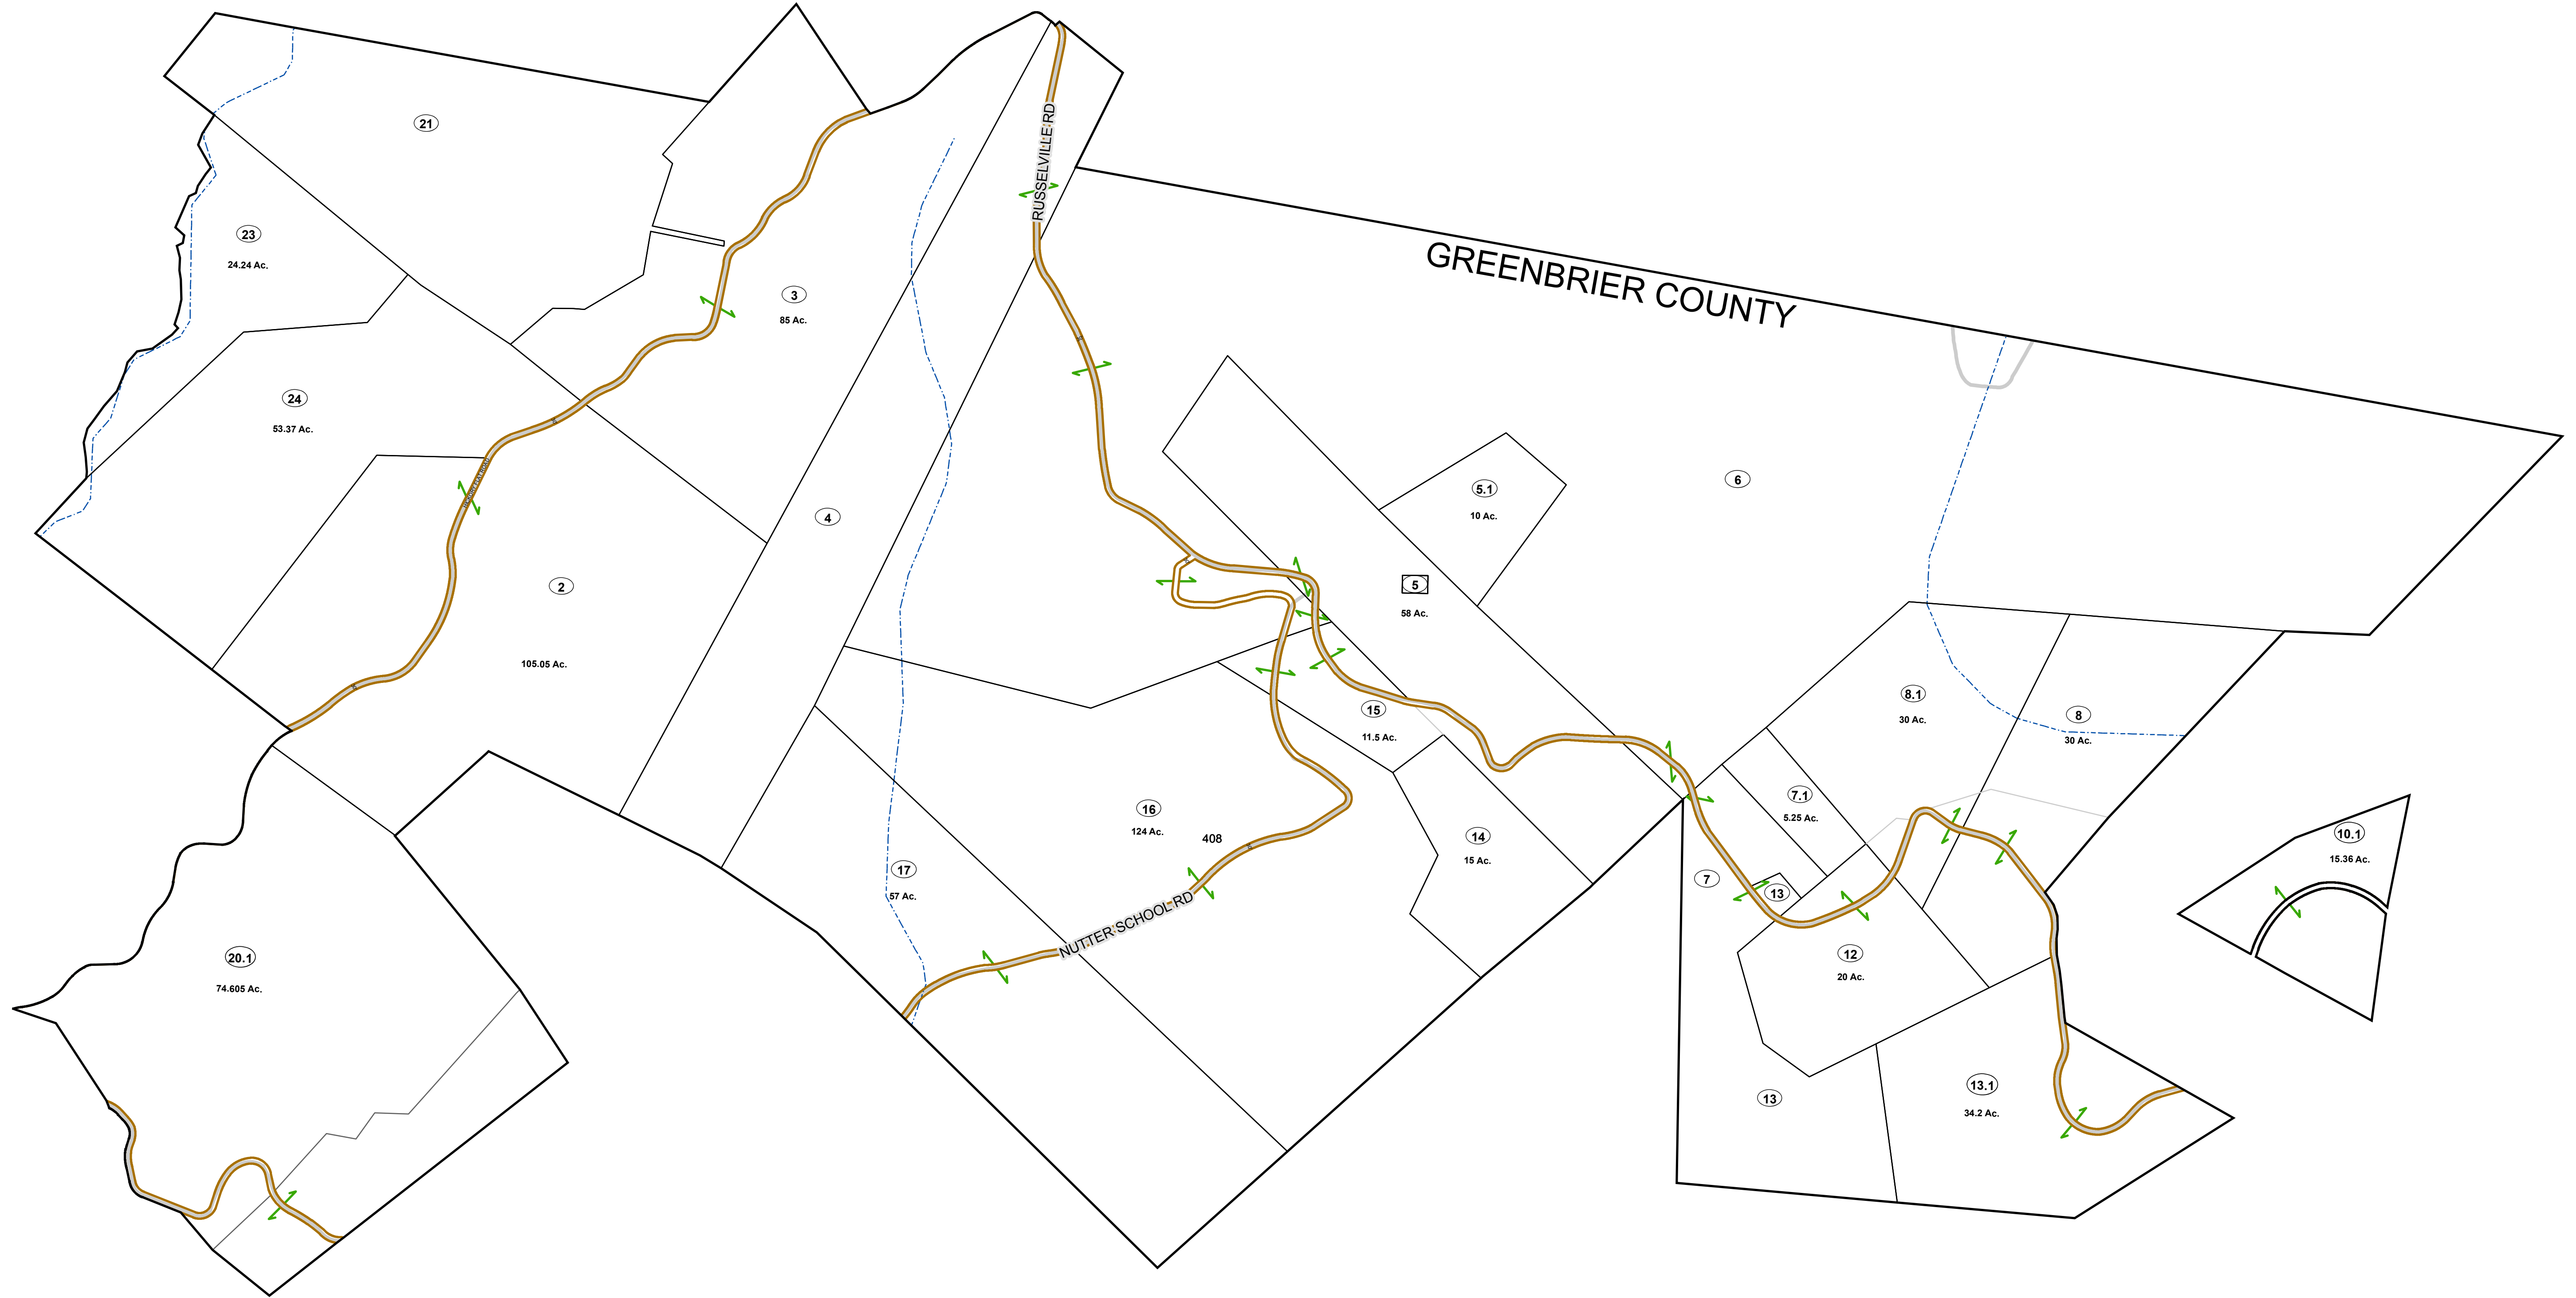 21
23
24.24 Ac.
3
85 Ac.
RUSSELVILLE RD
GREENBRIER COUNTY
24
53.37 Ac.
2
105.05 Ac.
4
5.1
10 Ac.
6
5
58 Ac.
8.1
30 Ac.
8
30 Ac.
15
11.5 Ac.
7.1
5.25 Ac.
16
124 Ac.
408
14
15 Ac.
17
57 Ac.
NUTTER SCHOOL RD
7
13
10.1
15.36 Ac.
12
20 Ac.
20.1
74.605 Ac.
13
13.1
34.2 Ac.